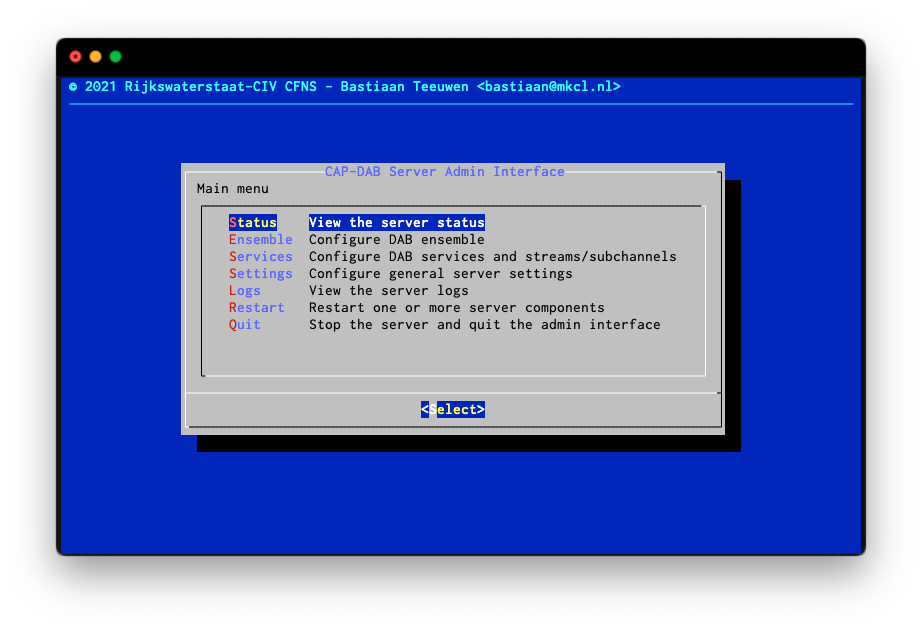 © 2021 Rijkswaterstaat-CIV CFNS - Bastiaan Teeuwen <bastiaan@mkcl.nl>
CAP-DAB Server Admin Interface
Main menu
Status View the server status
Ensemble Configure DAB ensemble
Services Configure DAB services and streams/subchannels
Settings Configure general server settings
Logs View the server logs
Restart Restart one or more server components
Quit Stop the server and quit the admin interface
<Select>